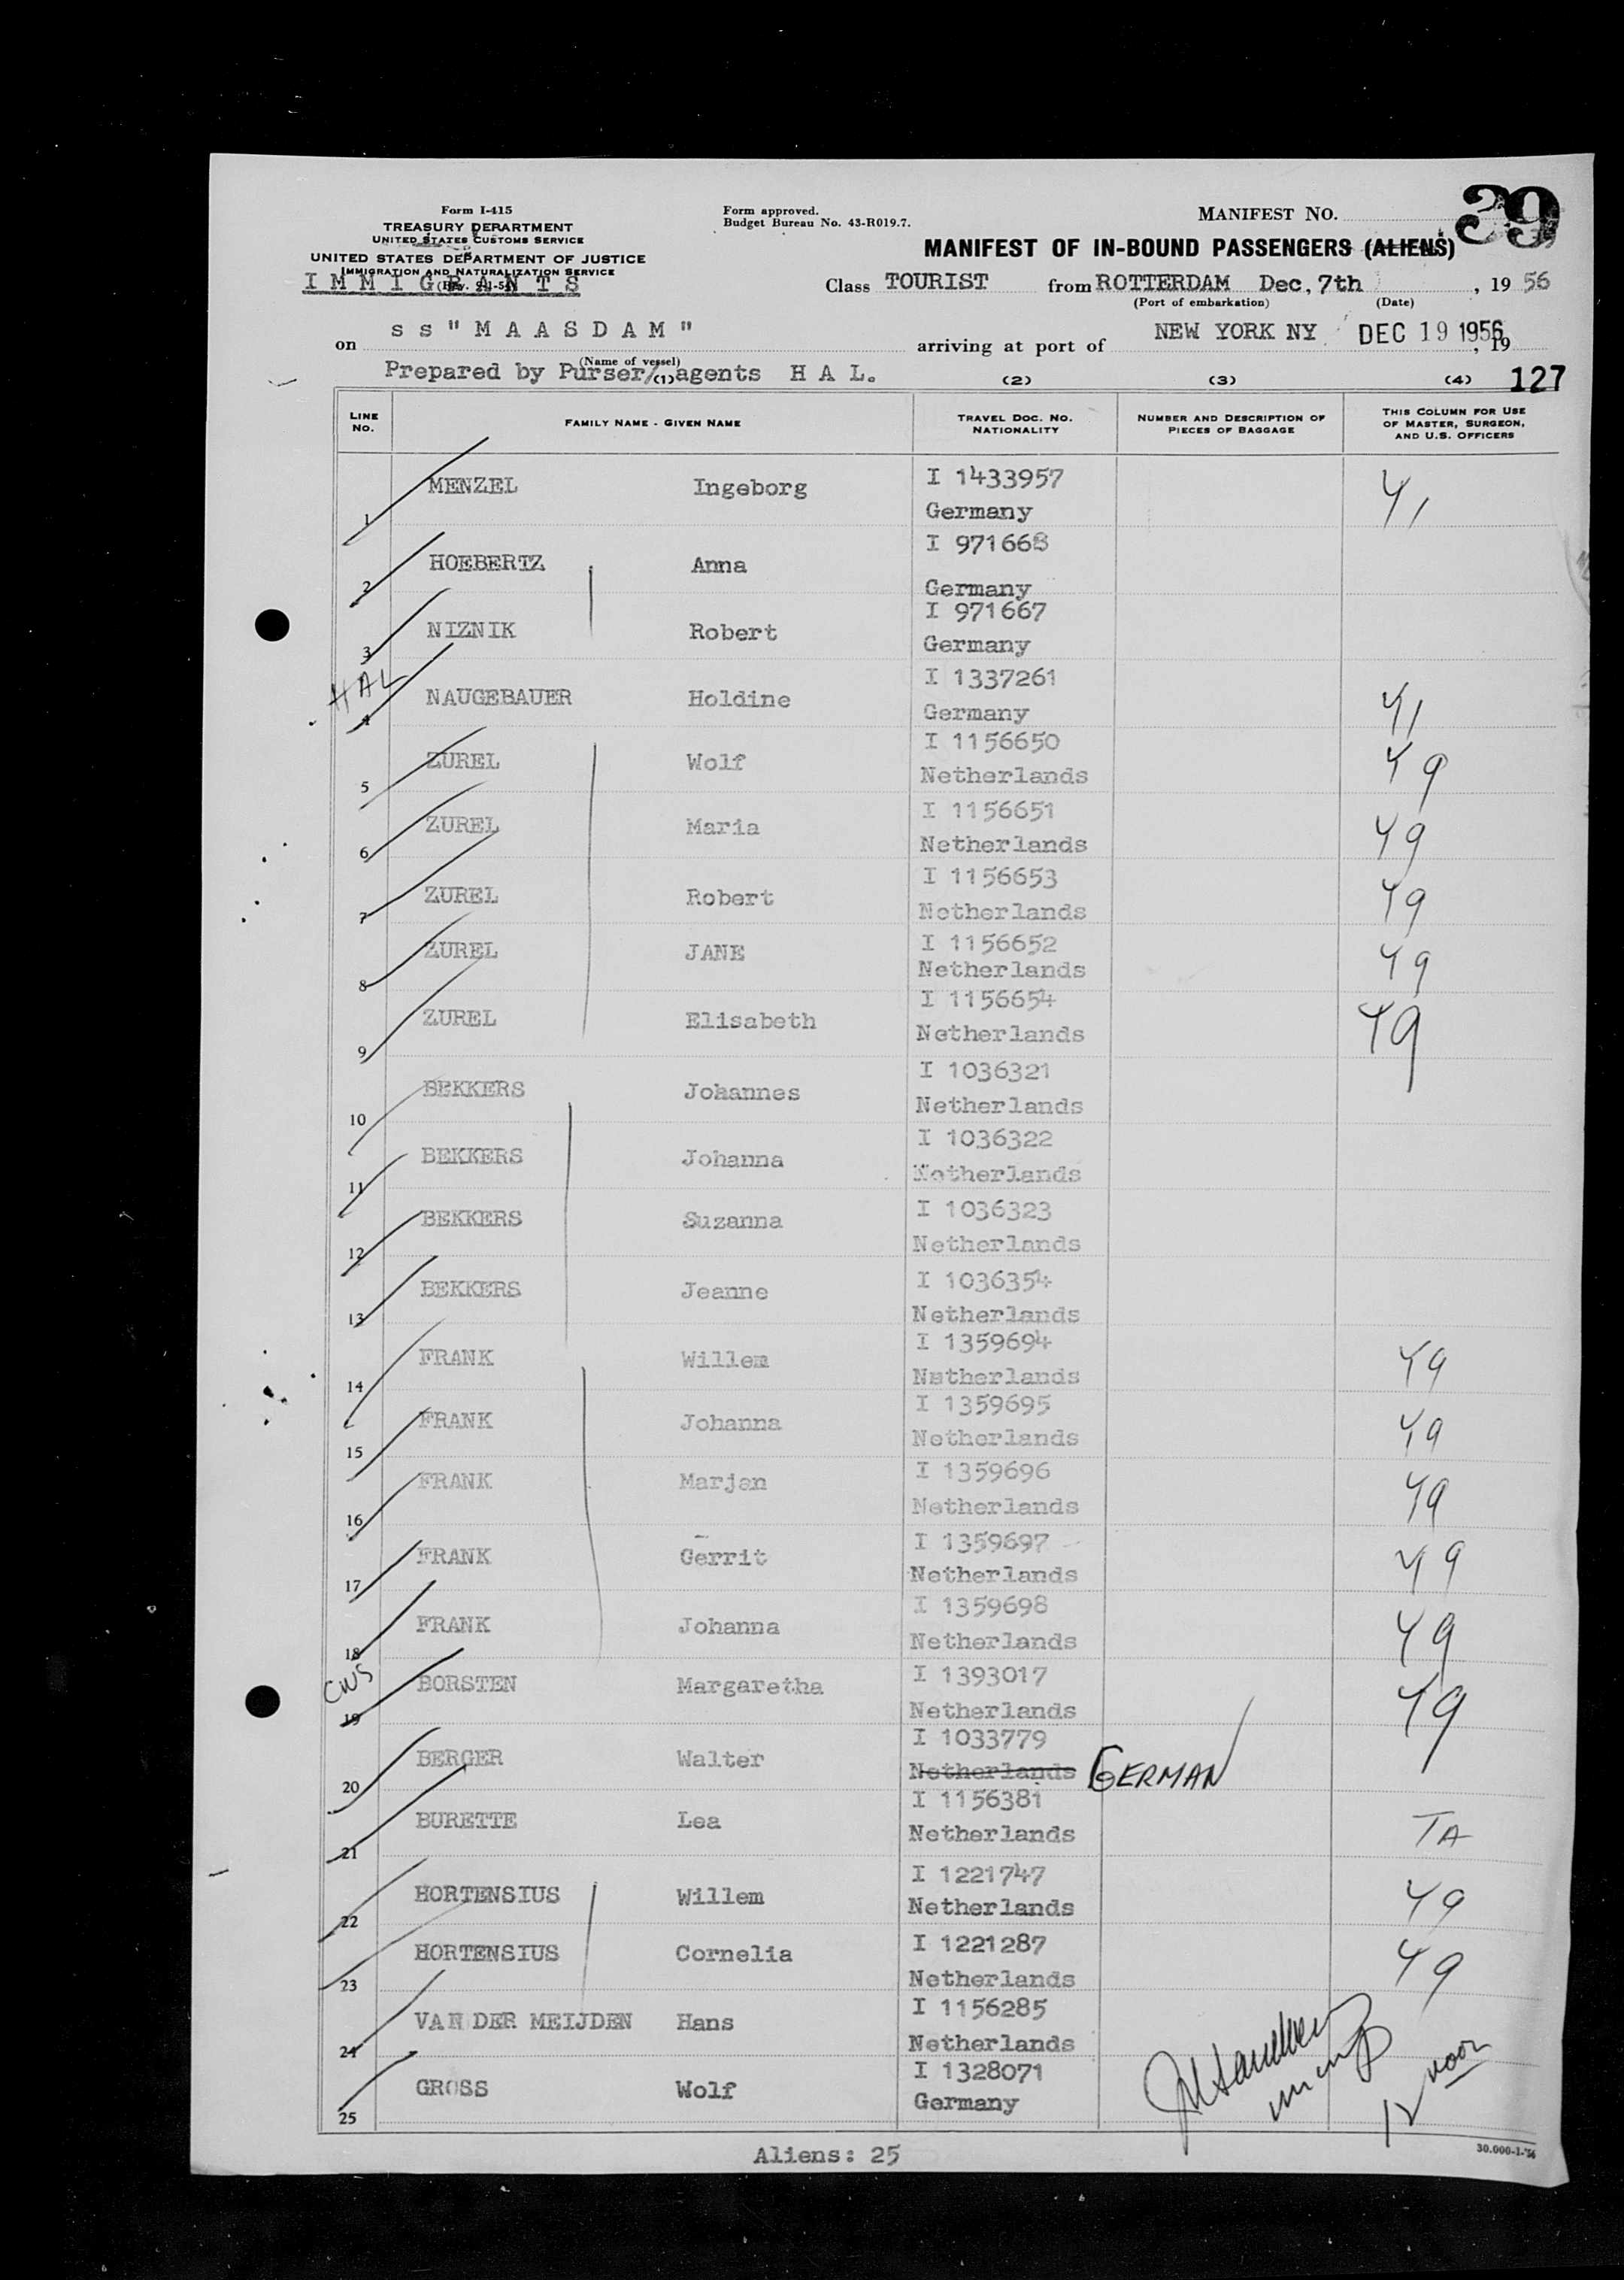 Form I-415
TREASURY DEPARTMENT
UNITED STATES CUSTOMS SERVICE
UNITED STATES DEPARTMENT OF JUSTICE
IMMIGRATION AND NATURALIZATION SERVICE
I M M I G R A N T S
Form approved.
Budget Bureau No. 43-R019.7.
MANIFEST NO. 39
MANIFEST OF IN-BOUND PASSENGERS (ALIENS)
Class TOURIST from ROTTERDAM Dec, 7th , 19 56
(Port of embarkation) (Date)
on s s " M A A S D A M " arriving at port of NEW YORK NY DEC 19 1956, 19
(Name of vessel)
Prepared by Purser/agents H A L.
(1) (2) (3) (4) 127
LINE NO. FAMILY NAME - GIVEN NAME TRAVEL DOC. NO. NATIONALITY NUMBER AND DESCRIPTION OF PIECES OF BAGGAGE THIS COLUMN FOR USE OF MASTER, SURGEON, AND U.S. OFFICERS
1 MENZEL Ingeborg I 1433957 41
Germany
2 HOEBERTZ Anna I 971668
Germany
3 NIZNIK Robert I 971667
Germany
HAL
4 NAUGEBAUER Holdine I 1337261 41
Germany
5 ZUREL Wolf I 1156650 49
Netherlands
6 ZUREL Maria I 1156651 49
Netherlands
7 ZUREL Robert I 1156653 49
Netherlands
8 ZUREL JANE I 1156652 49
Netherlands
9 ZUREL Elisabeth I 1156654 49
Netherlands
10 BEKKERS Johannes I 1036321
Netherlands
11 BEKKERS Johanna I 1036322
Netherlands
12 BEKKERS Suzanna I 1036323
Netherlands
13 BEKKERS Jeanne I 1036354
Netherlands
14 FRANK Willem I 1359694 49
Netherlands
15 FRANK Johanna I 1359695 49
Netherlands
16 FRANK Marjan I 1359696 49
Netherlands
17 FRANK Gerrit I 1359697 49
Netherlands
18 FRANK Johanna I 1359698 49
Netherlands
CWS
19 BORSTEN Margaretha I 1393017 49
Netherlands
20 BERGER Walter I 1033779
Netherlands GERMAN
21 BURETTE Lea I 1156381 TA
Netherlands
22 HORTENSIUS Willem I 1221747 49
Netherlands
23 HORTENSIUS Cornelia I 1221287 49
Netherlands
24 VAN DER MEIJDEN Hans I 1156285
Netherlands
25 GROSS Wolf I 1328071
Germany
Aliens: 25
30.000-1-'56